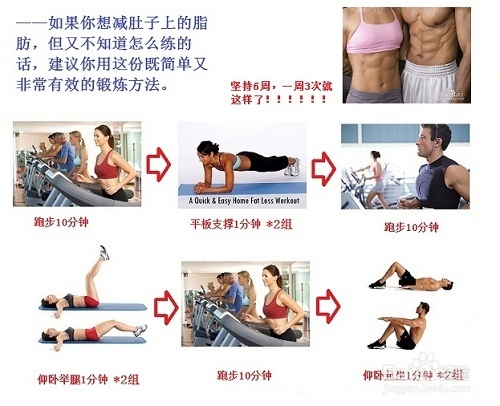 ——如果你想减肚子上的脂
肪，但又不知道怎么练的
话，建议你用这份既简单又
非常有效的锻炼方法。
坚持6周，一周3次就
这样了！！！！！！
跑步10分钟
A Quick & Easy Home Fat Loss Workout
平板支撑1分钟 *2组
跑步10分钟
仰卧举腿1分钟 *2组
跑步10分钟
仰卧起坐1分钟 *2组